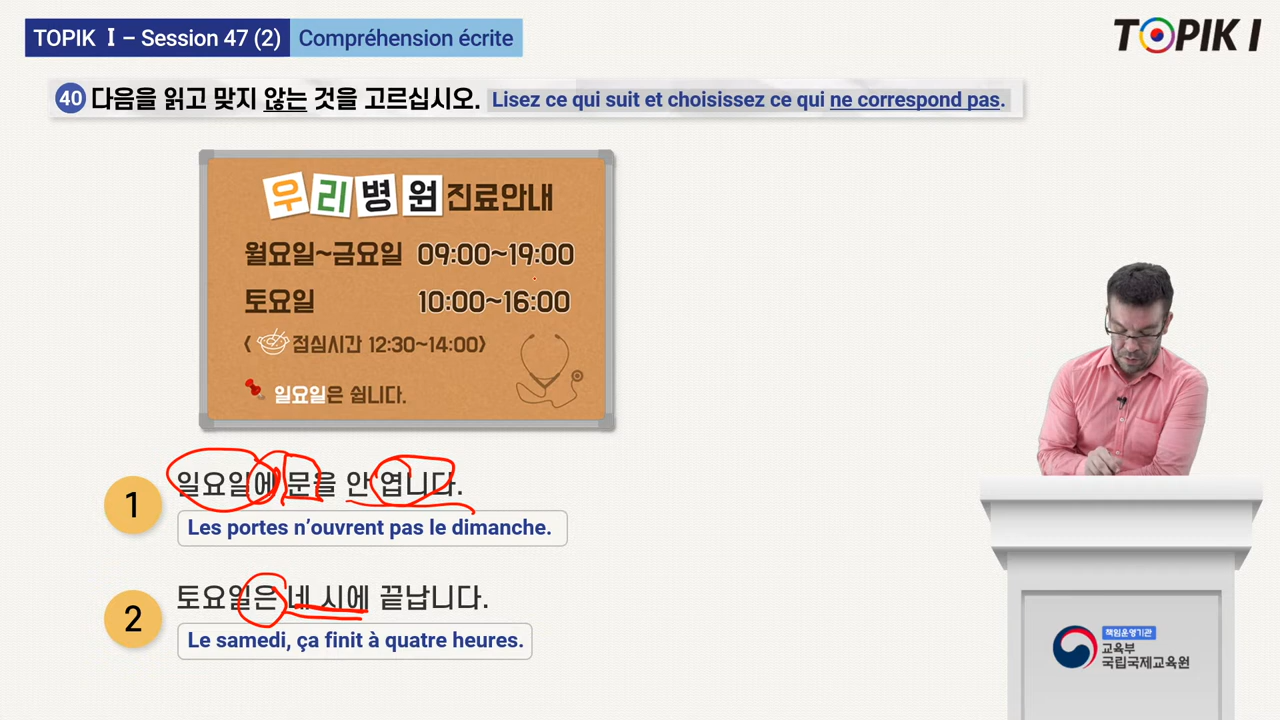 TOPIK I – Session 47 (2) Compréhension écrite
TOPIK I
40 다음을 읽고 맞지 않는 것을 고르십시오. Lisez ce qui suit et choisissez ce qui ne correspond pas.
우리병원 진료안내
월요일~금요일 09:00~19:00
토요일 10:00~16:00
< 점심시간 12:30~14:00>
일요일은 쉽니다.
1 일요일에 문을 안 엽니다.
Les portes n’ouvrent pas le dimanche.
2 토요일은 네 시에 끝납니다.
Le samedi, ça finit à quatre heures.
책임운영기관
교육부
국립국제교육원